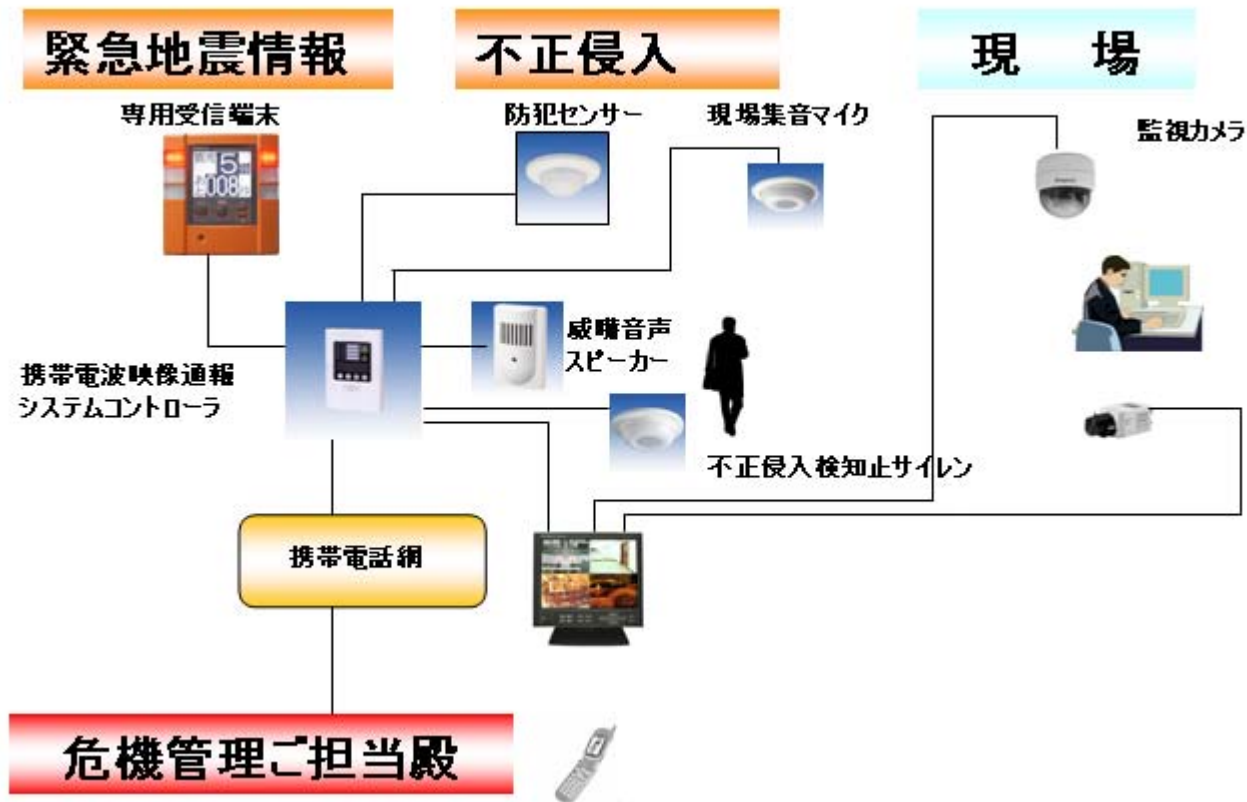 緊急地震情報
不正侵入
現 場
専用受信端末
防犯センサー
現場集音マイク
監視カメラ
威嚇音声
スピーカー
携帯電波映像通報
システムコントローラ
不正侵入検知止サイレン
携帯電話網
危機管理ご担当殿